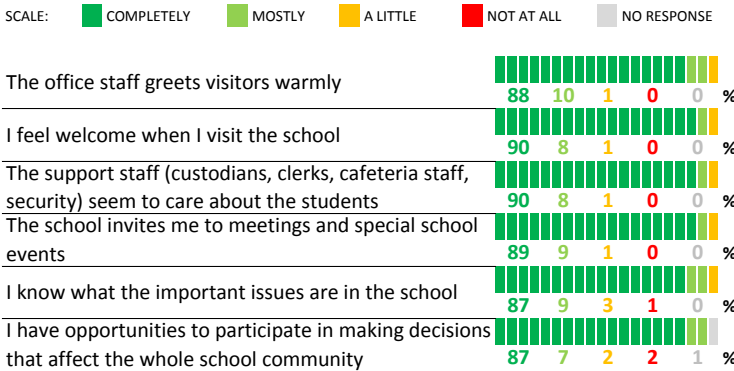 SCALE: COMPLETELY MOSTLY A LITTLE NOT AT ALL NO RESPONSE
The office staff greets visitors warmly
88 10 1 0 0 %
I feel welcome when I visit the school
90 8 1 0 0 %
The support staff (custodians, clerks, cafeteria staff,
security) seem to care about the students
90 8 1 0 0 %
The school invites me to meetings and special school
events
89 9 1 0 0 %
I know what the important issues are in the school
87 9 3 1 0 %
I have opportunities to participate in making decisions
that affect the whole school community
87 7 2 2 1 %